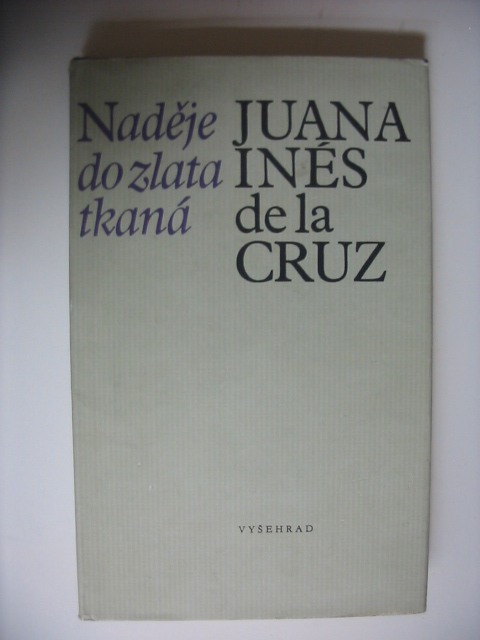 Naděje
do zlata
tkaná
JUANA
INÉS
de la
CRUZ
VYŠEHRAD